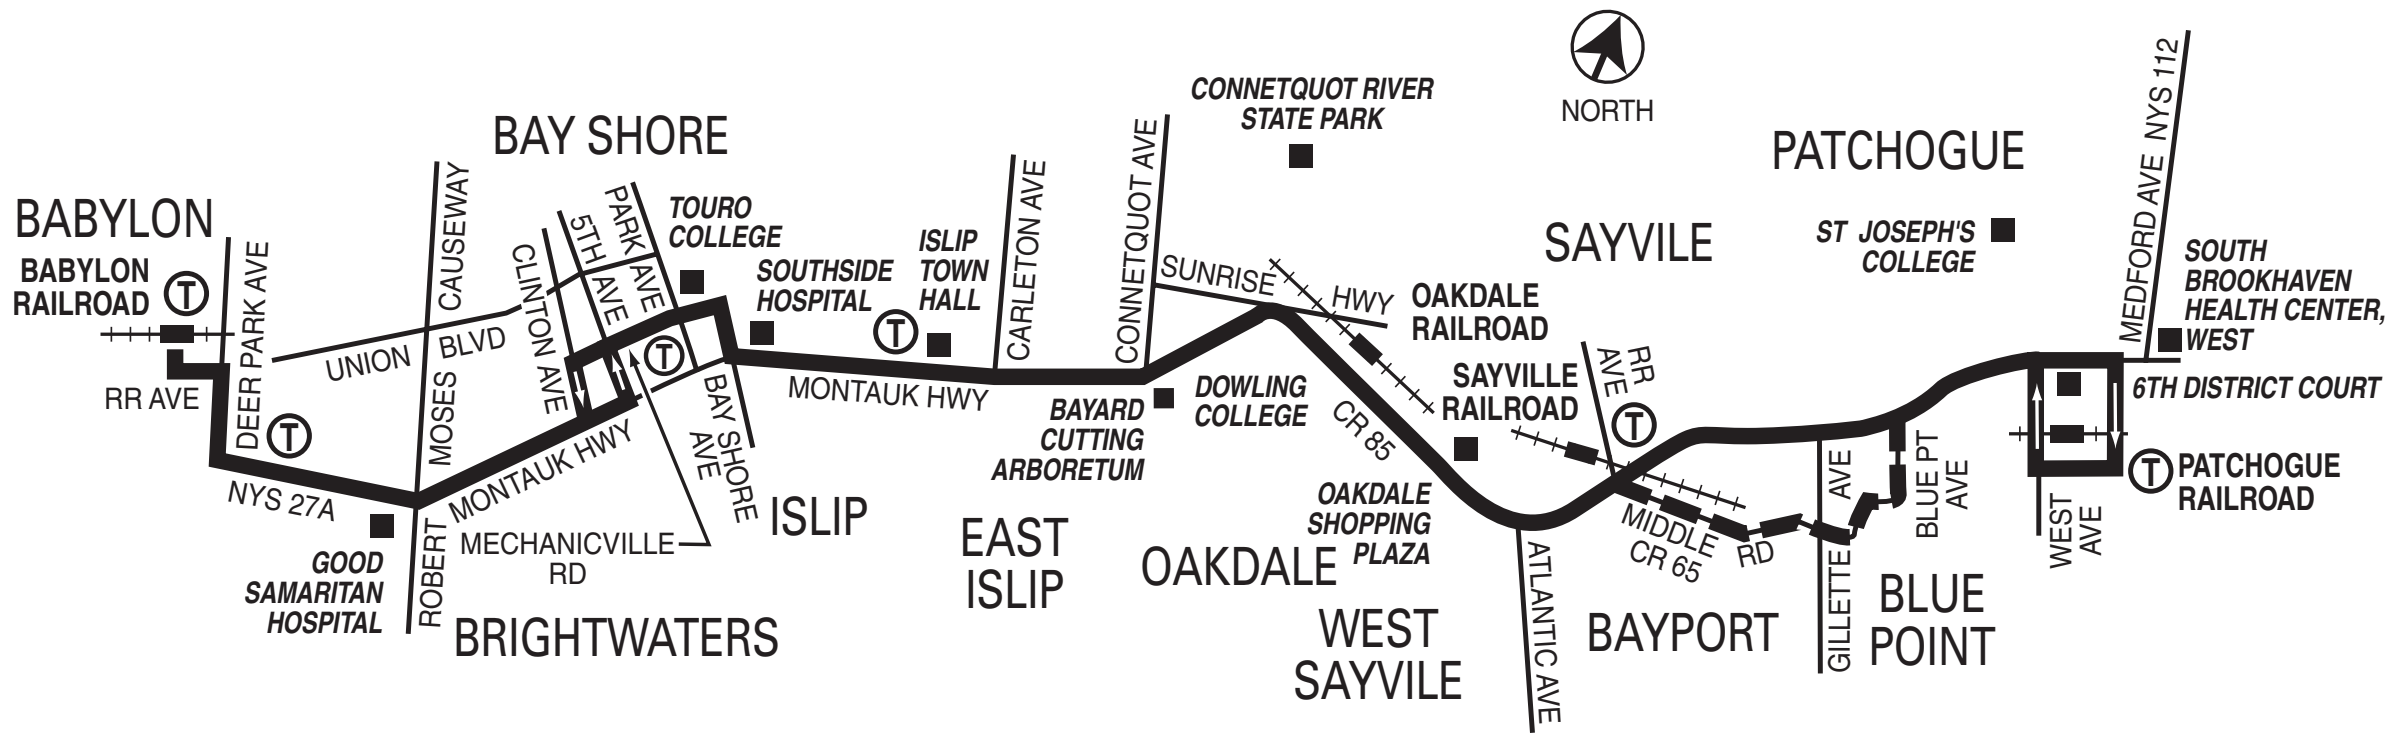 BABYLON
BABYLON
RAILROAD
T
RR AVE
DEER PARK AVE
T
NYS 27A
UNION BLVD
GOOD
SAMARITAN
HOSPITAL
ROBERT MOSES CAUSEWAY
BAY SHORE
CLINTON AVE
5TH AVE
PARK AVE
MONTAUK HWY
MECHANICVILLE
RD
BRIGHTWATERS
T
TOURO
COLLEGE
BAY SHORE
AVE
SOUTHSIDE
HOSPITAL
ISLIP
T
ISLIP
TOWN
HALL
MONTAUK HWY
CARLETON AVE
EAST
ISLIP
CONNETQUOT AVE
BAYARD
CUTTING
ARBORETUM
DOWLING
COLLEGE
OAKDALE
SUNRISE HWY
CONNETQUOT RIVER
STATE PARK
OAKDALE
RAILROAD
CR 85
OAKDALE
SHOPPING
PLAZA
WEST
SAYVILE
SAYVILLE
RAILROAD
NORTH
SAYVILE
RR
AVE
T
ATLANTIC AVE
MIDDLE RD
CR 65
BAYPORT
GILLETTE AVE
BLUE PT
AVE
BLUE
POINT
PATCHOGUE
ST JOSEPH'S
COLLEGE
MEDFORD AVE NYS 112
SOUTH
BROOKHAVEN
HEALTH CENTER,
WEST
6TH DISTRICT COURT
T
PATCHOGUE
RAILROAD
WEST
AVE